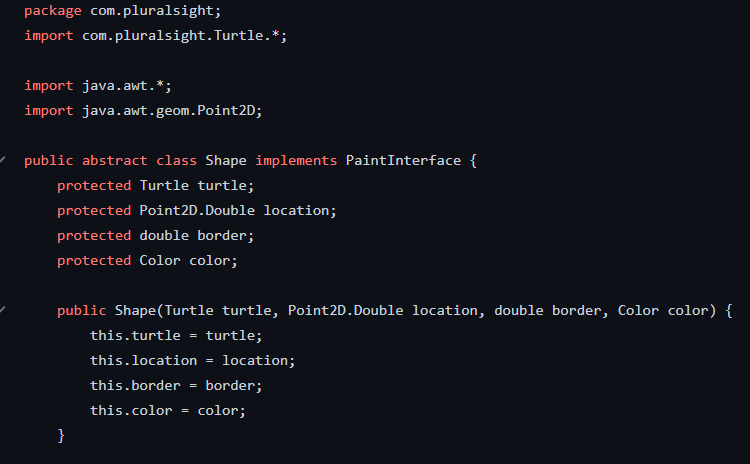 package com.pluralsight;
import com.pluralsight.Turtle.*;
import java.awt.*;
import java.awt.geom.Point2D;
public abstract class Shape implements PaintInterface {
protected Turtle turtle;
protected Point2D.Double location;
protected double border;
protected Color color;
public Shape(Turtle turtle, Point2D.Double location, double border, Color color) {
this.turtle = turtle;
this.location = location;
this.border = border;
this.color = color;
}